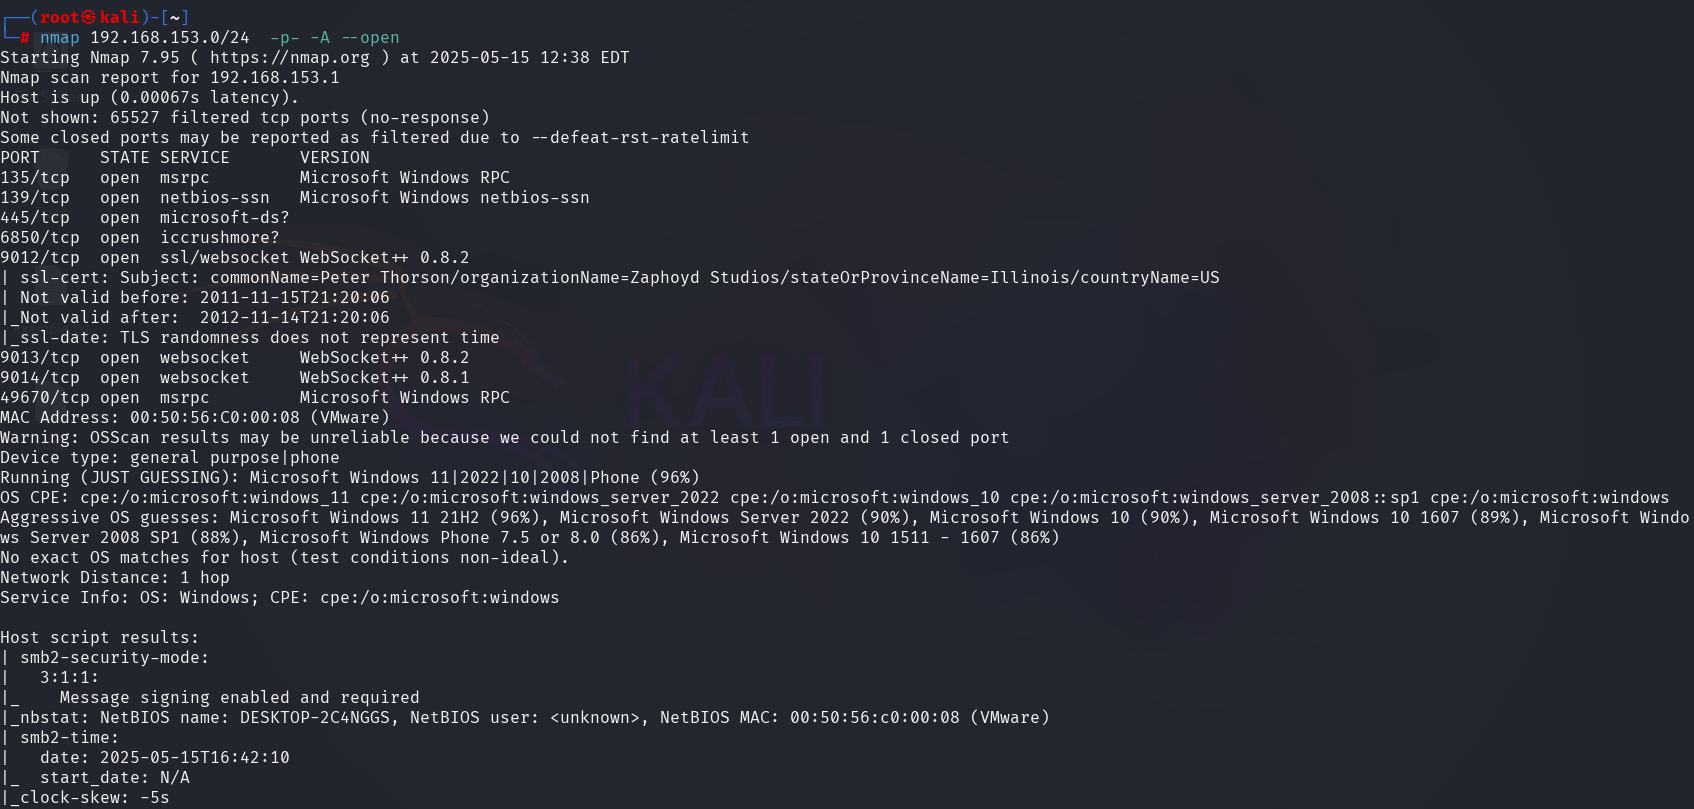 ┌──(root㉿kali)-[~]
└─# nmap 192.168.153.0/24  -p- -A --open
Starting Nmap 7.95 ( https://nmap.org ) at 2025-05-15 12:38 EDT
Nmap scan report for 192.168.153.1
Host is up (0.00067s latency).
Not shown: 65527 filtered tcp ports (no-response)
Some closed ports may be reported as filtered due to --defeat-rst-ratelimit
PORT      STATE SERVICE       VERSION
135/tcp   open  msrpc         Microsoft Windows RPC
139/tcp   open  netbios-ssn   Microsoft Windows netbios-ssn
445/tcp   open  microsoft-ds?
6850/tcp  open  iccrushmore?
9012/tcp  open  ssl/websocket WebSocket++ 0.8.2
| ssl-cert: Subject: commonName=Peter Thorson/organizationName=Zaphoyd Studios/stateOrProvinceName=Illinois/countryName=US
| Not valid before: 2011-11-15T21:20:06
|_Not valid after:  2012-11-14T21:20:06
|_ssl-date: TLS randomness does not represent time
9013/tcp  open  websocket     WebSocket++ 0.8.2
9014/tcp  open  websocket     WebSocket++ 0.8.1
49670/tcp open  msrpc         Microsoft Windows RPC
MAC Address: 00:50:56:C0:00:08 (VMware)
Warning: OSScan results may be unreliable because we could not find at least 1 open and 1 closed port
Device type: general purpose|phone
Running (JUST GUESSING): Microsoft Windows 11|2022|10|2008|Phone (96%)
OS CPE: cpe:/o:microsoft:windows_11 cpe:/o:microsoft:windows_server_2022 cpe:/o:microsoft:windows_10 cpe:/o:microsoft:windows_server_2008::sp1 cpe:/o:microsoft:windows
Aggressive OS guesses: Microsoft Windows 11 21H2 (96%), Microsoft Windows Server 2022 (90%), Microsoft Windows 10 (90%), Microsoft Windows 10 1607 (89%), Microsoft Windo
ws Server 2008 SP1 (88%), Microsoft Windows Phone 7.5 or 8.0 (86%), Microsoft Windows 10 1511 - 1607 (86%)
No exact OS matches for host (test conditions non-ideal).
Network Distance: 1 hop
Service Info: OS: Windows; CPE: cpe:/o:microsoft:windows

Host script results:
| smb2-security-mode:
|   3:1:1:
|_    Message signing enabled and required
|_nbstat: NetBIOS name: DESKTOP-2C4NGGS, NetBIOS user: <unknown>, NetBIOS MAC: 00:50:56:c0:00:08 (VMware)
| smb2-time:
|   date: 2025-05-15T16:42:10
|_  start_date: N/A
|_clock-skew: -5s
KALI